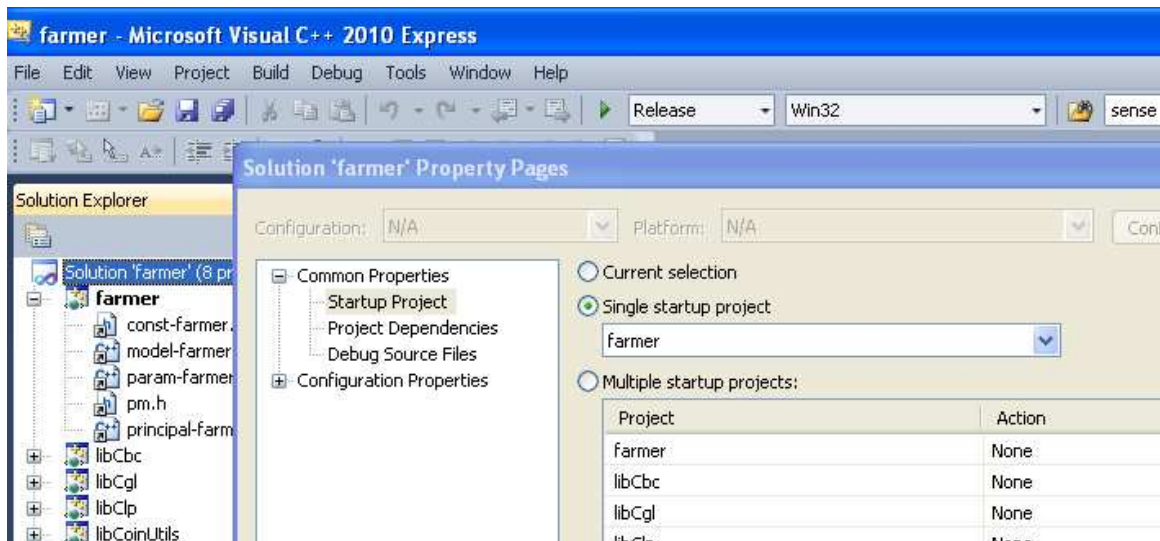 farmer - Microsoft Visual C++ 2010 Express
File Edit View Project Build Debug Tools Window Help
Release Win32 sense
Solution 'farmer' Property Pages
Solution Explorer
Configuration: N/A Platform: N/A Con
Solution 'farmer' (8 pr
farmer
const-farmer.
model-farmer
param-farmer
pm.h
principal-farm
libCbc
libCgl
libClp
libCoinUtils
Common Properties
Startup Project
Project Dependencies
Debug Source Files
Configuration Properties
Current selection
Single startup project
farmer
Multiple startup projects:
Project Action
farmer None
libCbc None
libCgl None